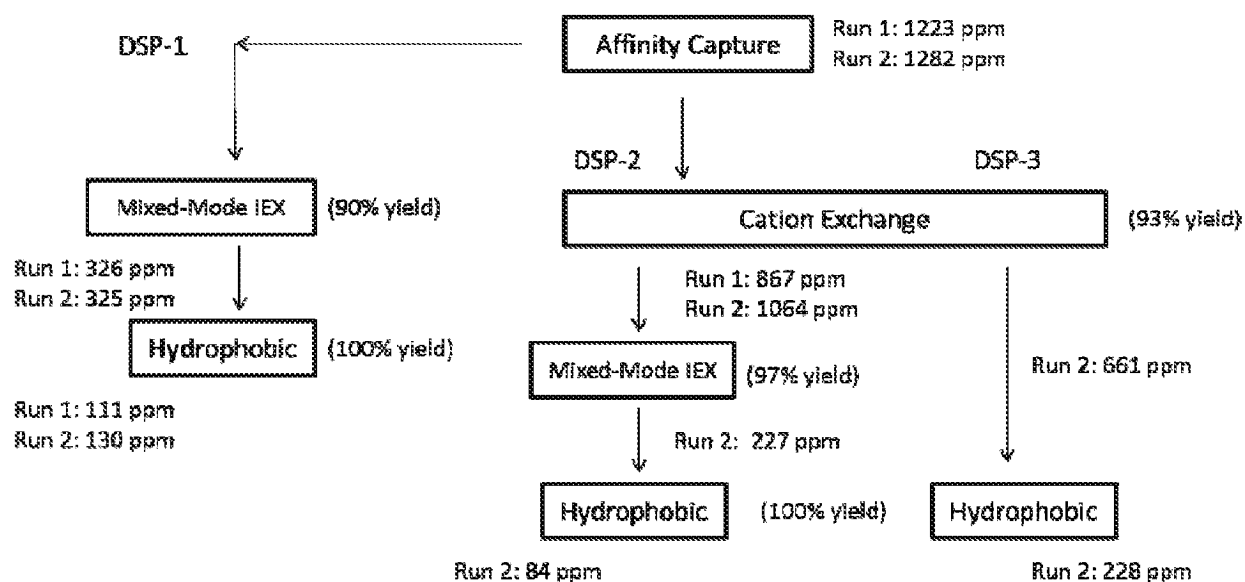 DSP-1
Affinity Capture
Run 1: 1223 ppm
Run 2: 1282 ppm
DSP-2
DSP-3
Mixed-Mode IEX
(90% yield)
Cation Exchange
(93% yield)
Run 1: 326 ppm
Run 2: 325 ppm
Run 1: 867 ppm
Run 2: 1064 ppm
Hydrophobic
(100% yield)
Mixed-Mode IEX
(97% yield)
Run 2: 661 ppm
Run 1: 111 ppm
Run 2: 130 ppm
Run 2: 227 ppm
Hydrophobic
(100% yield)
Hydrophobic
Run 2: 84 ppm
Run 2: 228 ppm